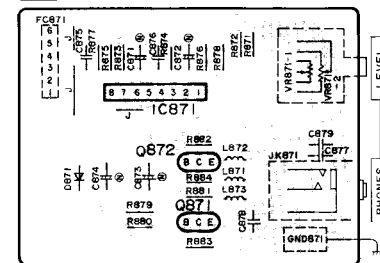 FC871
6
5
4
3
2
1
J
J
C875
R877
R875
R873
C871
C876
R874
C872
R876
R878
R872
R871
VR871-1
VR871-2
LEVEL
8 7 6 5 4 3 2 1
J
IC871
R882
Q872
B C E
R884
R881
Q871
B C E
R883
L872
L871
L873
C879
C877
JK871
PHONES
D871
C874
C873
R879
R880
C878
GND871